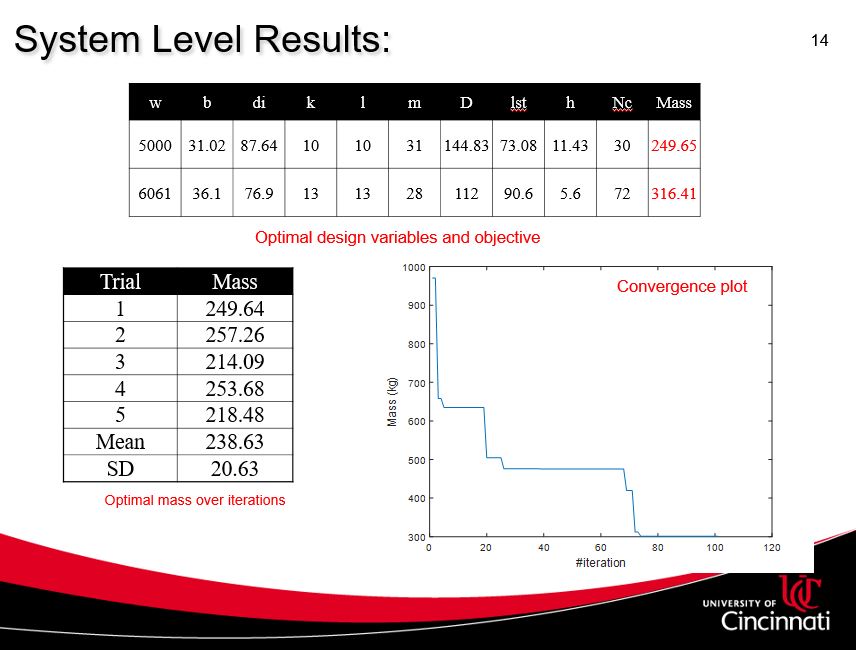 System Level Results:
14
w b di k l m D lst h Nc Mass
5000 31.02 87.64 10 10 31 144.83 73.08 11.43 30 249.65
6061 36.1 76.9 13 13 28 112 90.6 5.6 72 316.41
Optimal design variables and objective
Trial Mass
1 249.64
2 257.26
3 214.09
4 253.68
5 218.48
Mean 238.63
SD 20.63
Optimal mass over iterations
Convergence plot
1000
900
800
700
600
500
400
300
Mass (kg)
0 20 40 60 80 100 120
#iteration
UC
UNIVERSITY OF
Cincinnati